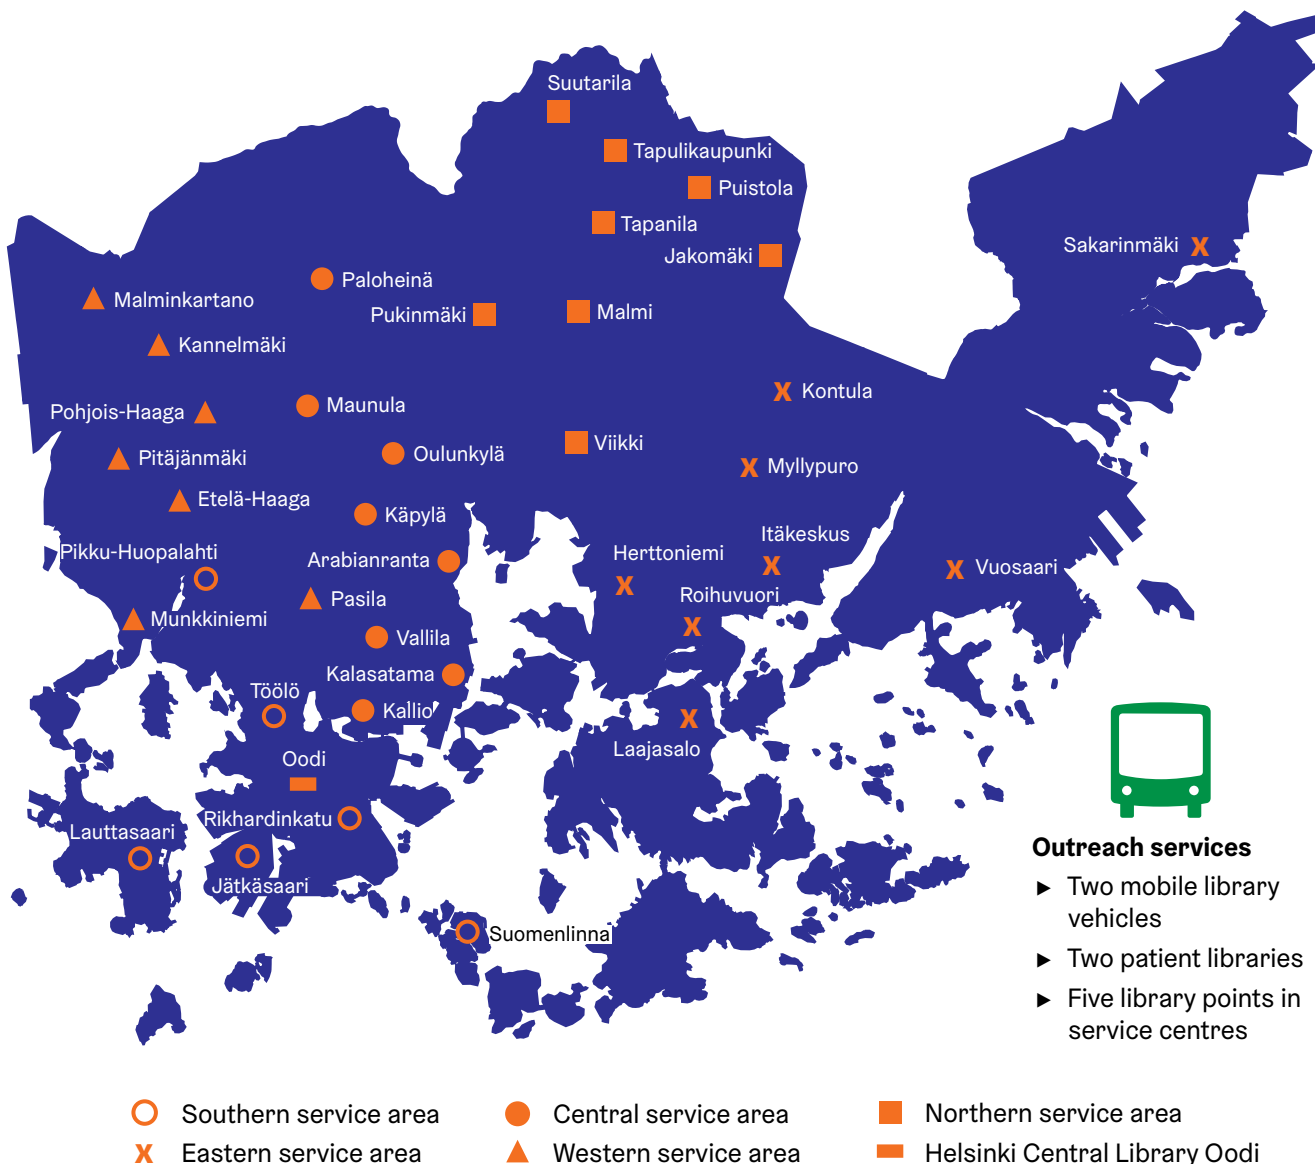 Suutarila
Tapulikaupunki
Puistola
Tapanila
Sakarinmäki
Jakomäki
Paloheinä
Malminkartano
Pukinmäki
Malmi
Kannelmäki
Kontula
Maunula
Pohjois-Haaga
Viikki
Oulunkylä
Pitäjänmäki
Myllypuro
Etelä-Haaga
Käpylä
Itäkeskus
Pikku-Huopalahti
Herttoniemi
Arabianranta
Vuosaari
Roihuvuori
Pasila
Munkkiniemi
Vallila
Kalasatama
Töölö
Kallio
Laajasalo
Oodi
Rikhardinkatu
Lauttasaari
Jätkäsaari
Suomenlinna
Outreach services
► Two mobile library
vehicles
► Two patient libraries
► Five library points in
service centres
Southern service area
Central service area
Northern service area
x Eastern service area
Western service area
Helsinki Central Library Oodi